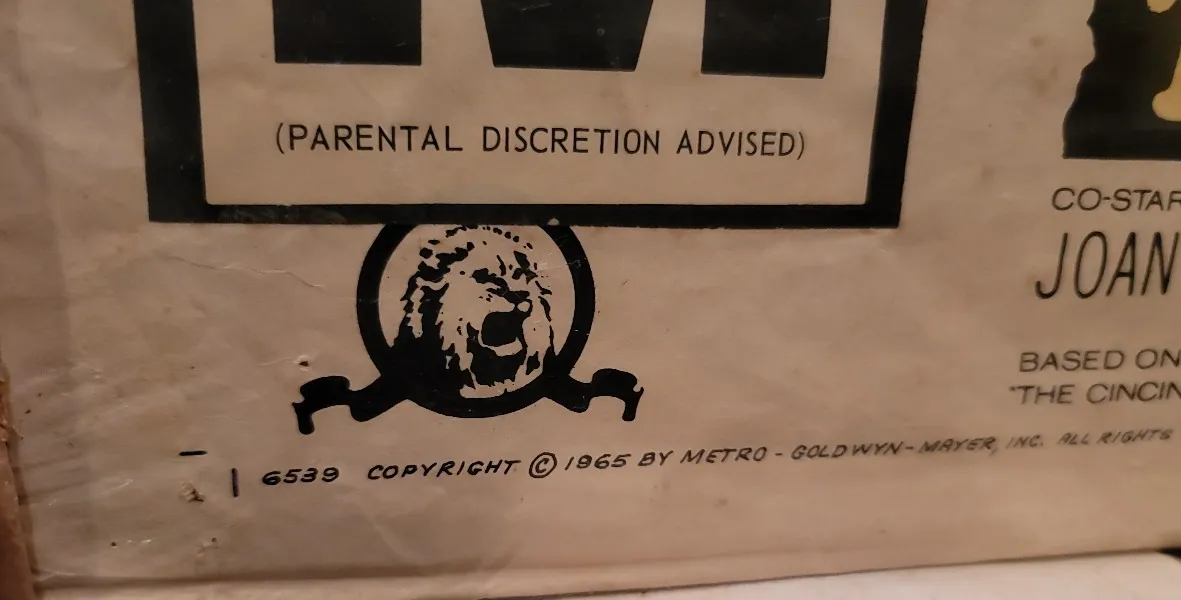 M
(PARENTAL DISCRETION ADVISED)
CO-STAR
JOAN
BASED ON
"THE CINCIN
6539 COPYRIGHT © 1965 BY METRO - GOLDWYN - MAYER, INC. ALL RIGHTS